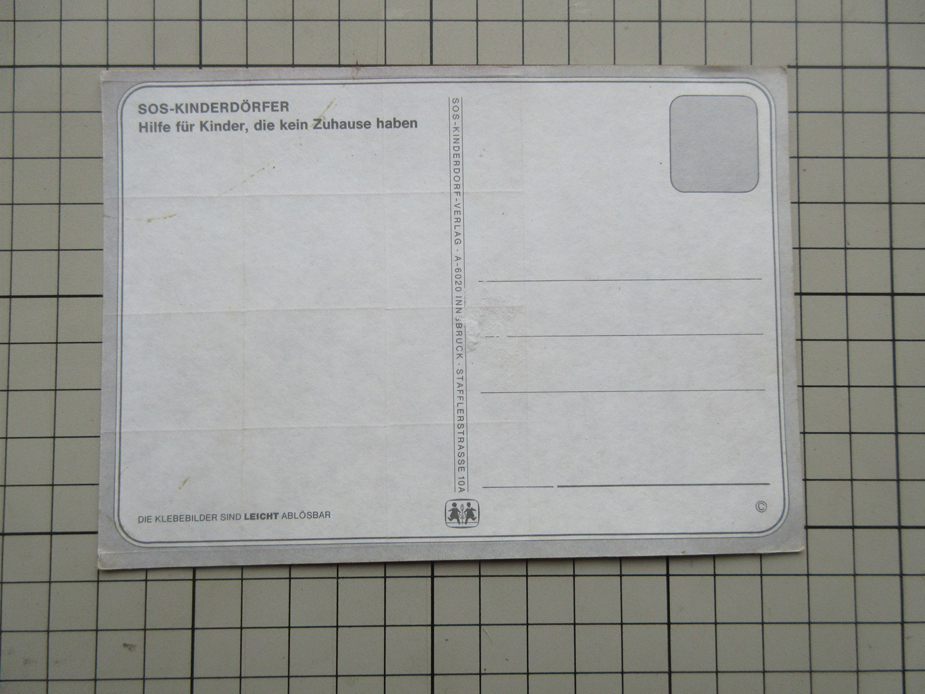 SOS-KINDERDÖRFER
Hilfe für Kinder, die kein Zuhause haben
SOS-KINDERDORF-VERLAG · A-6020 INNSBRUCK · STAFFLERSTRASSE 10A
DIE KLEBEBILDER SIND LEICHT ABLÖSBAR
©